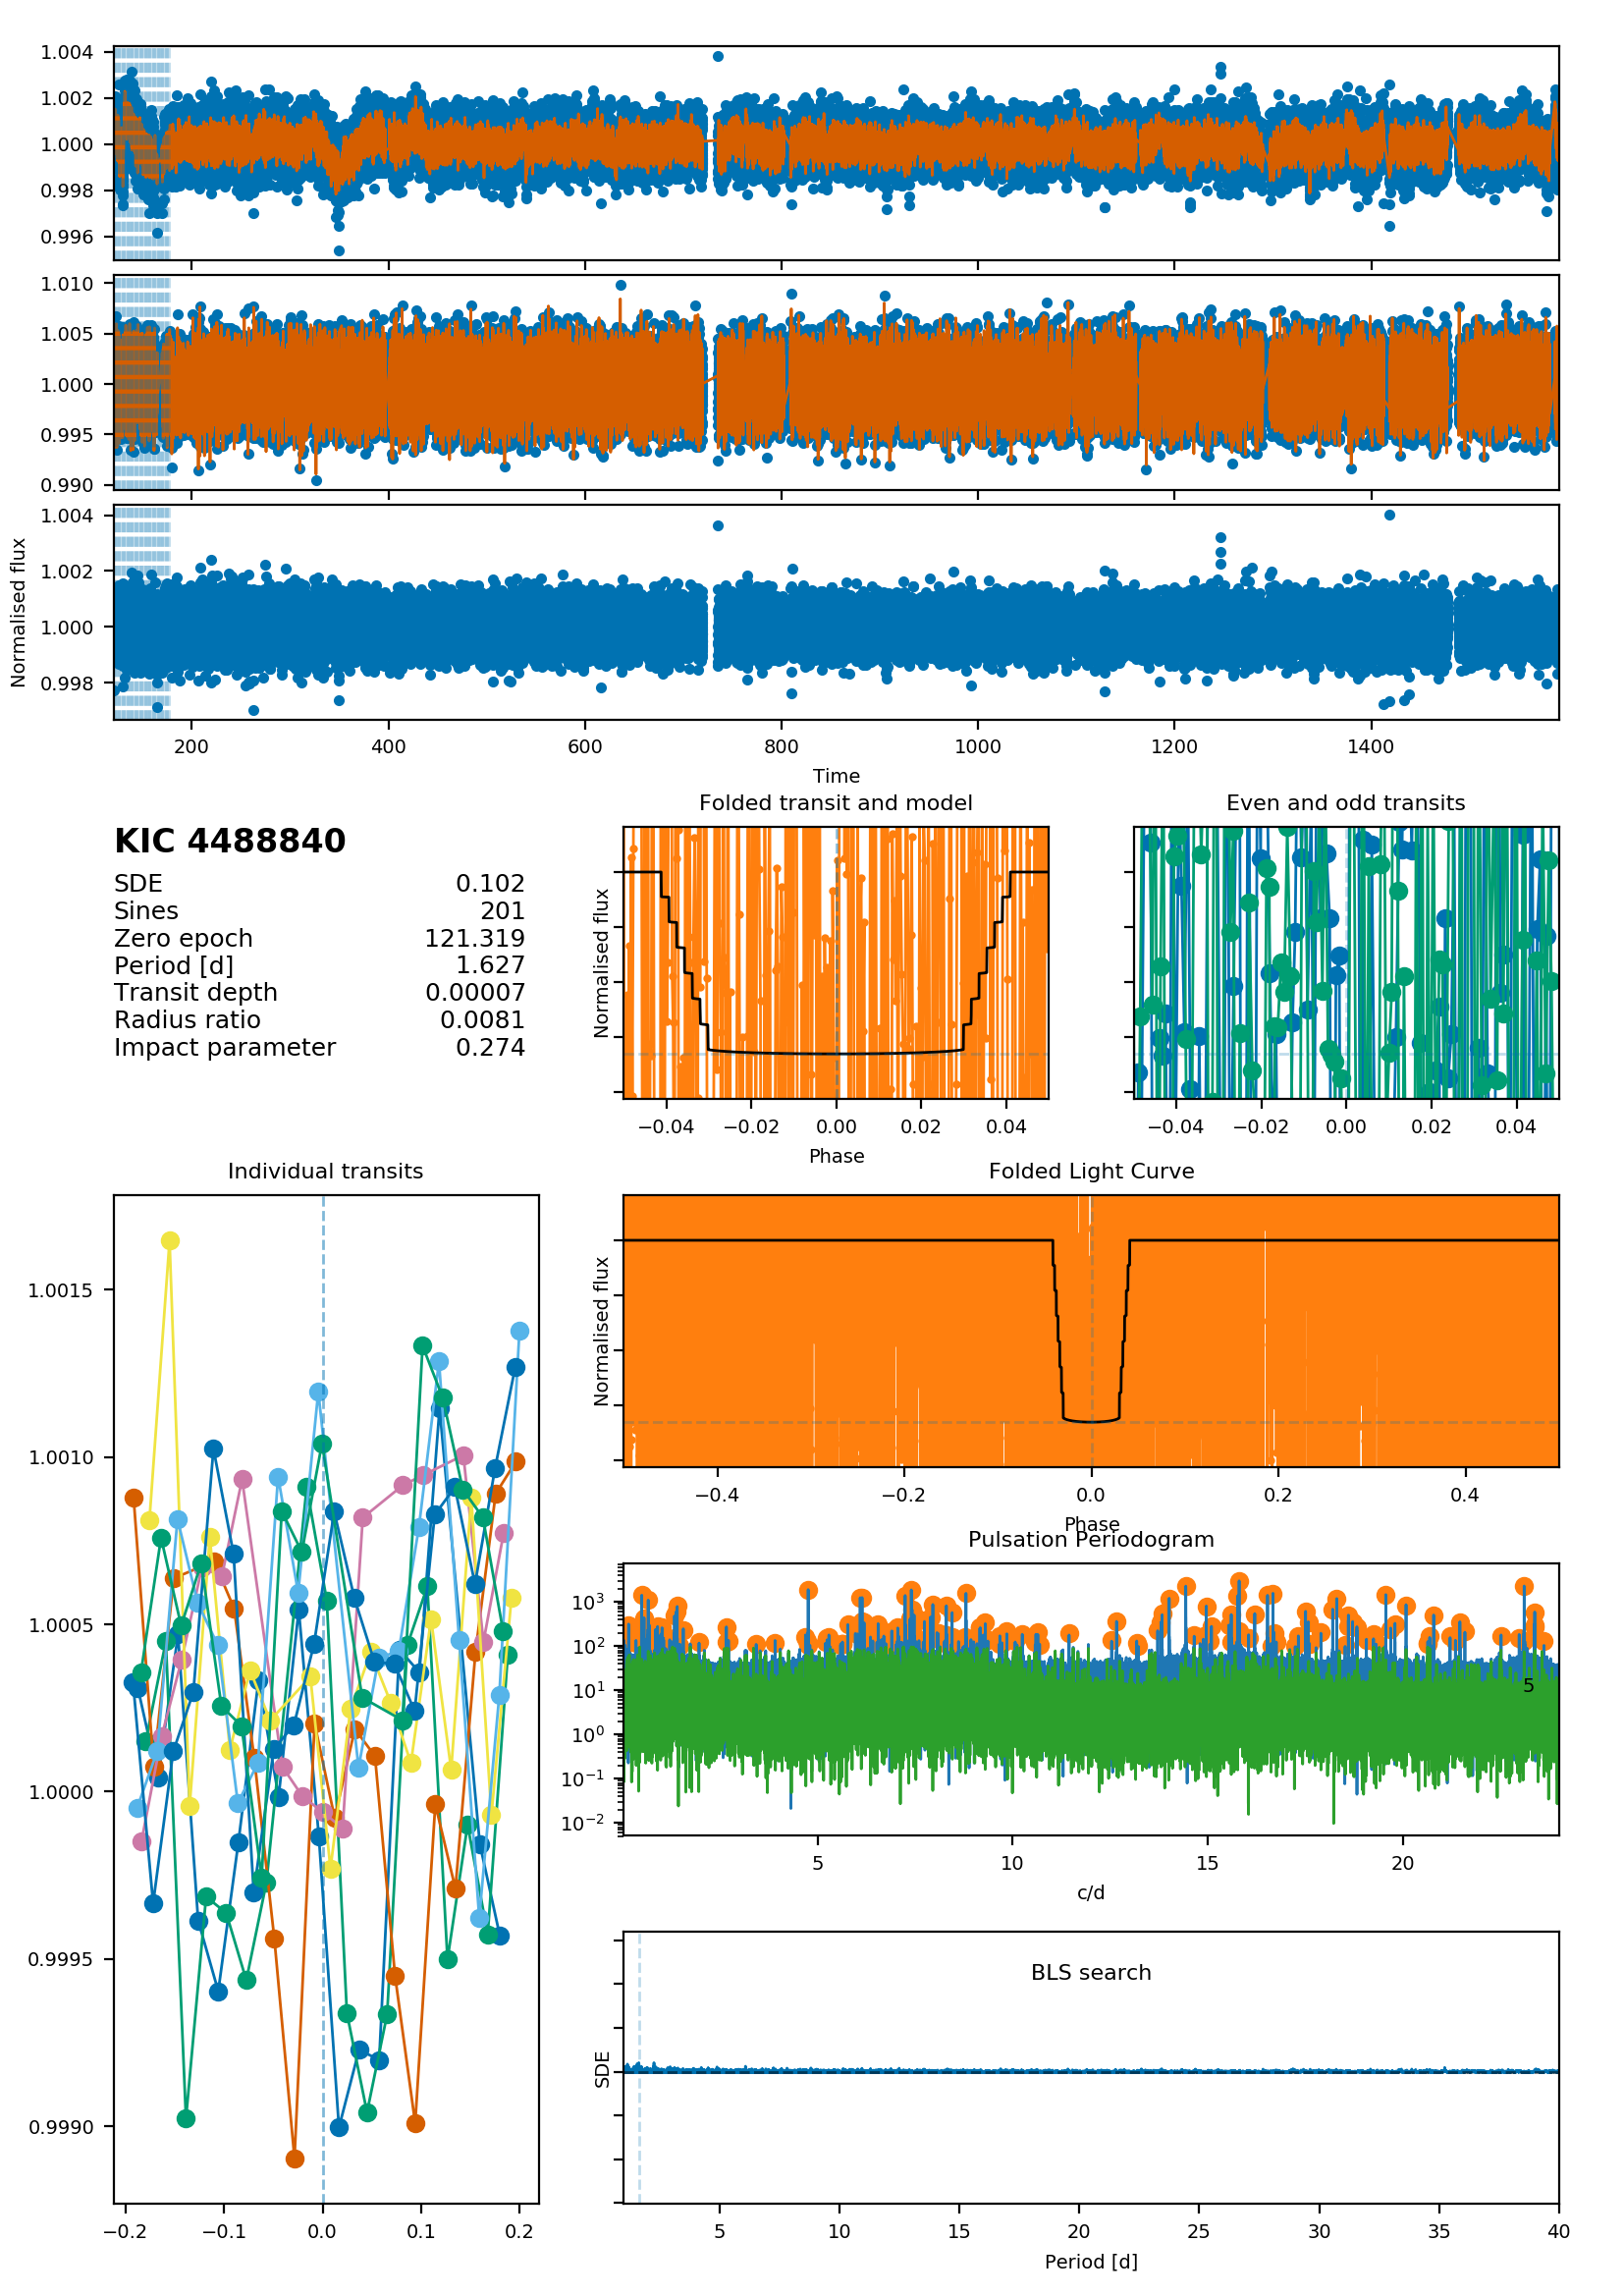 1.004
1.002
1.000
0.998
0.996
1.010
1.005
1.000
0.995
0.990
1.004
1.002
1.000
0.998
Normalised flux
200 400 600 800 1000 1200 1400
Time
KIC 4488840
SDE 0.102
Sines 201
Zero epoch 121.319
Period [d] 1.627
Transit depth 0.00007
Radius ratio 0.0081
Impact parameter 0.274
Folded transit and model
Normalised flux
−0.04 −0.02 0.00 0.02 0.04
Phase
Even and odd transits
−0.04 −0.02 0.00 0.02 0.04
Individual transits
1.0015
1.0010
1.0005
1.0000
0.9995
0.9990
−0.2 −0.1 0.0 0.1 0.2
Folded Light Curve
Normalised flux
−0.4 −0.2 0.0 0.2 0.4
Phase
Pulsation Periodogram
10³
10²
10¹
10⁰
10⁻¹
10⁻²
5
5 10 15 20
c/d
BLS search
SDE
5 10 15 20 25 30 35 40
Period [d]